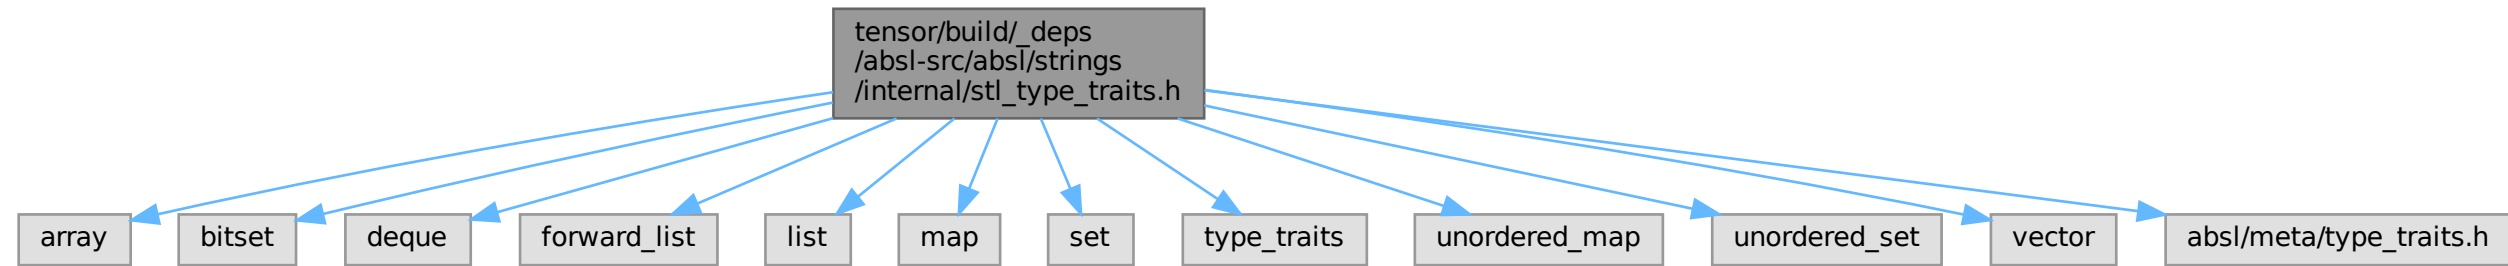 tensor/build/_deps
/absl-src/absl/strings
/internal/stl_type_traits.h
array
bitset
deque
forward_list
list
map
set
type_traits
unordered_map
unordered_set
vector
absl/meta/type_traits.h